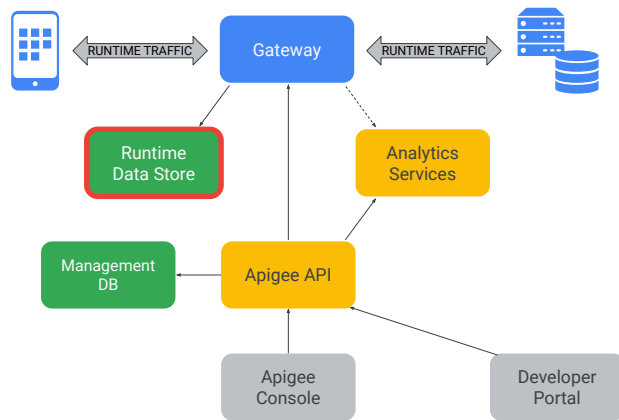 RUNTIME TRAFFIC
Gateway
RUNTIME TRAFFIC
Runtime
Data Store
Analytics
Services
Management
DB
Apigee API
Apigee
Console
Developer
Portal